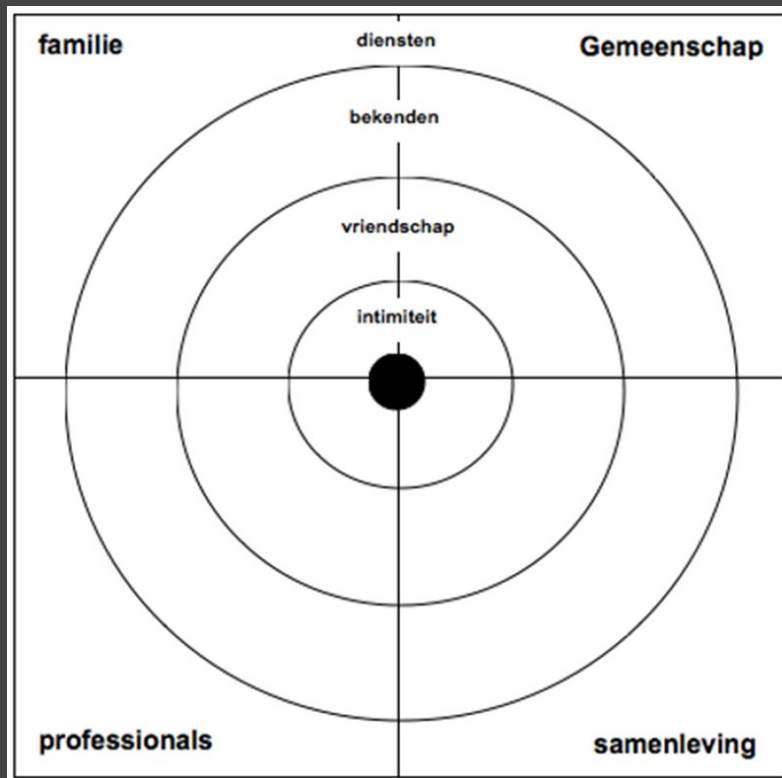 familie
diensten
Gemeenschap
bekenden
vriendschap
intimiteit
professionals
samenleving